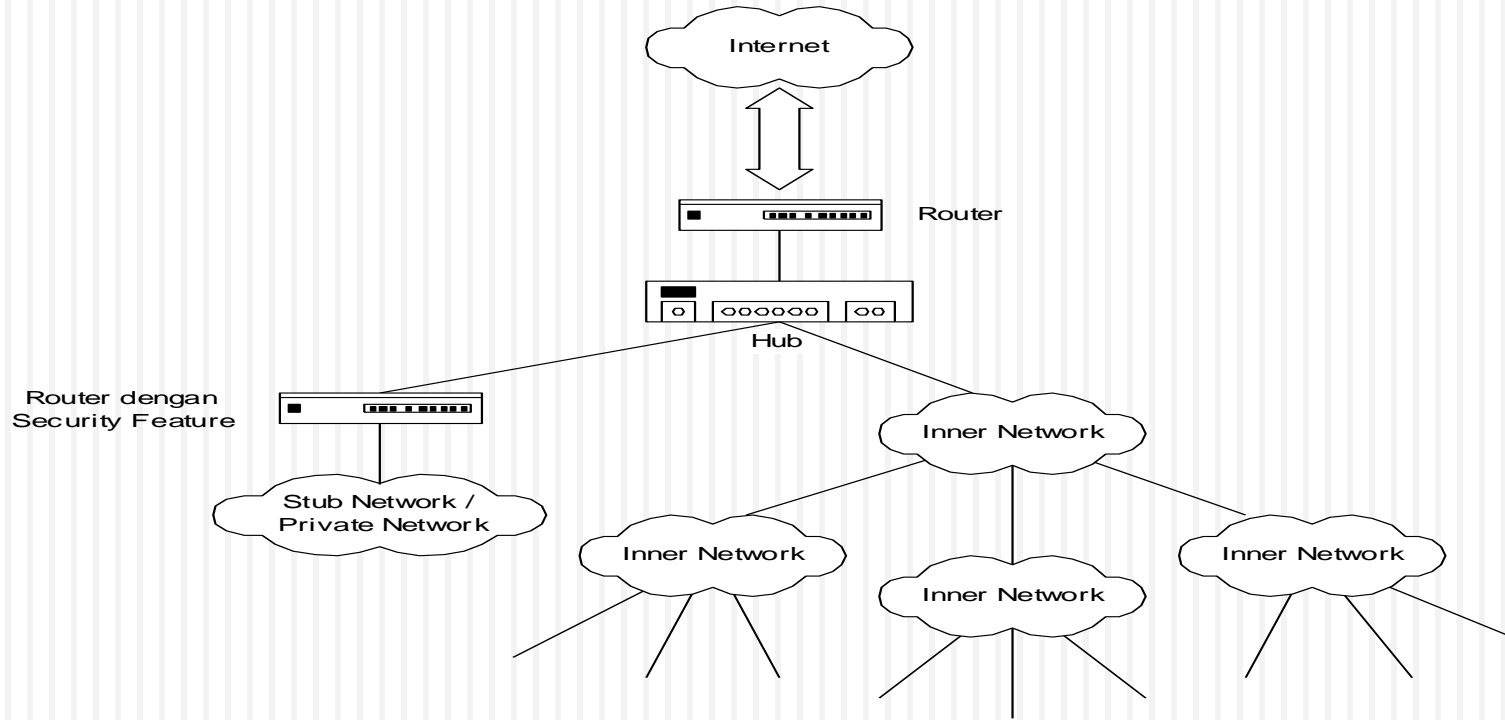 Internet
Router
Hub
Router dengan
Security Feature
Inner Network
Stub Network /
Private Network
Inner Network
Inner Network
Inner Network